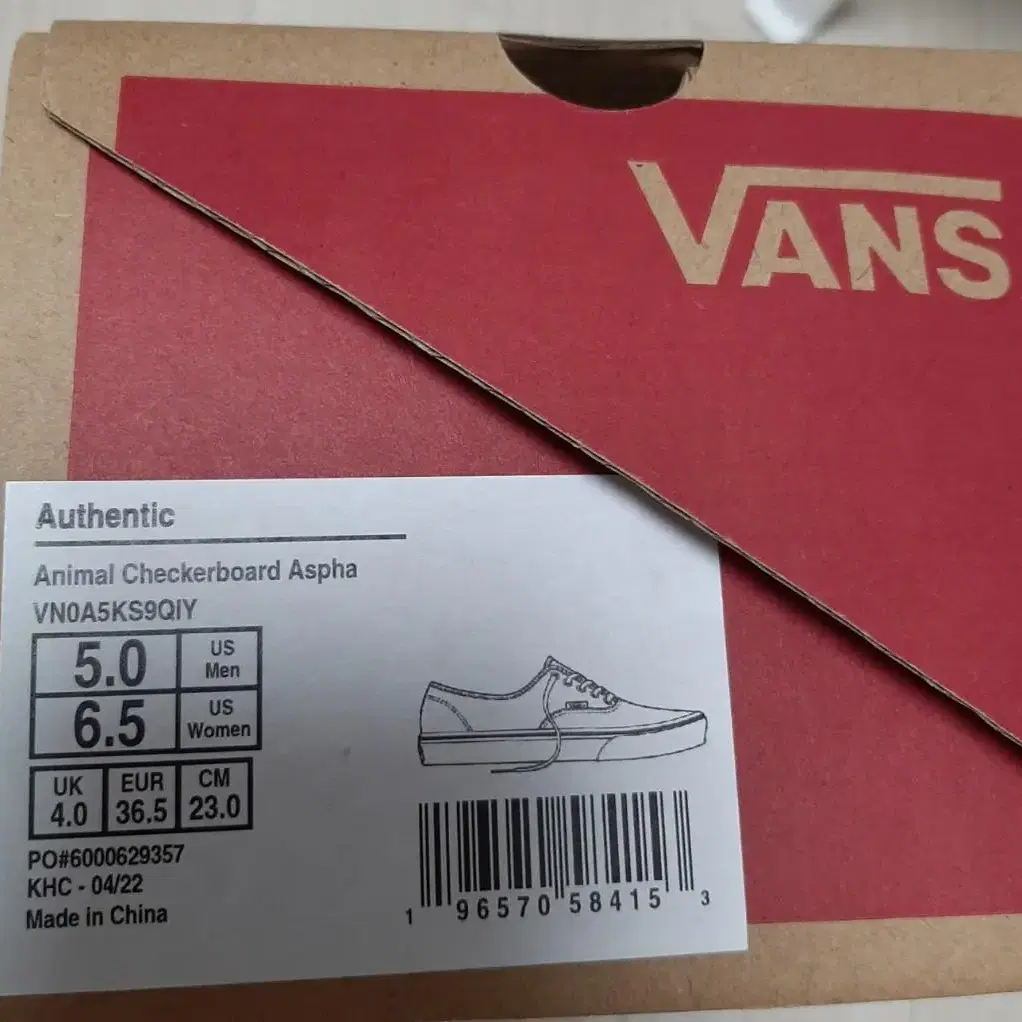 VANS
Authentic
Animal Checkerboard Aspha
VN0A5KS9QIY
5.0 US Men
6.5 US Women
UK EUR CM
4.0 36.5 23.0
PO#6000629357
KHC - 04/22
Made in China
1 96570 58415 3